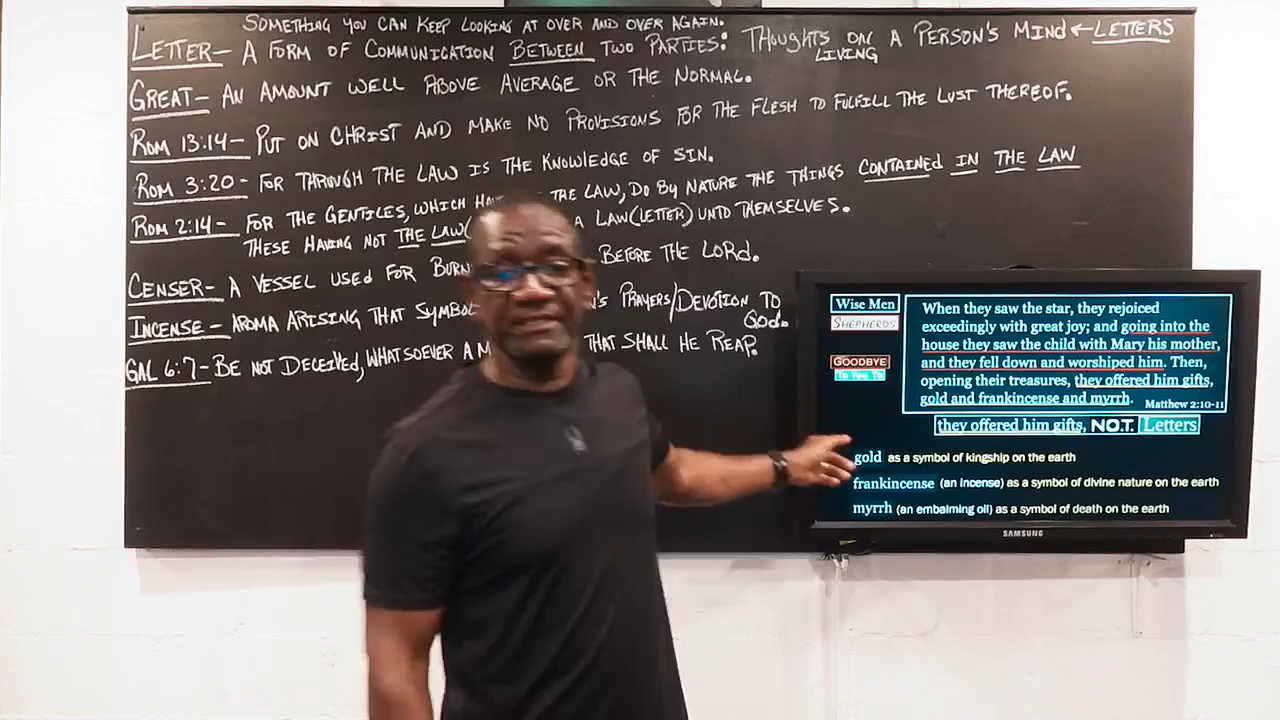 SOMETHING YOU CAN KEEP LOOKING AT OVER AND OVER AGAIN.
LETTER- A FORM OF COMMUNICATION BETWEEN TWO PARTIES: THOUGHTS ON A PERSON'S MIND ← LETTERS
LIVING
GREAT- AN AMOUNT WELL ABOVE AVERAGE OR THE NORMAL.
ROM 13:14- PUT ON CHRIST AND MAKE NO PROVISIONS FOR THE FLESH TO FULFILL THE LUST THEREOF.
ROM 3:20- FOR THROUGH THE LAW IS THE KNOWLEDGE OF SIN.
ROM 2:14- FOR THE GENTILES, WHICH THE LAW, DO BY NATURE THE THINGS CONTAINED IN THE LAW
THESE HAVING NOT THE LAW( A LAW(LETTER) UNTO THEMSELVES.
CENSER- A VESSEL USED FOR BEFORE THE LORD.
INCENSE- AROMA ARISING THAT PRAYERS/DEVOTION TO
GOD.
GAL 6:7- BE NOT DECEIVED, WHATSOEVER A THAT SHALL HE REAP.
Wise Men
SHEPHERDS
GOODBYE
To You To
When they saw the star, they rejoiced
exceedingly with great joy; and going into the
house they saw the child with Mary his mother,
and they fell down and worshiped him. Then,
opening their treasures, they offered him gifts,
gold and frankincense and myrrh. Matthew 2:10-11
they offered him gifts, N.O.T. Letters
gold as a symbol of kingship on the earth
frankincense (an incense) as a symbol of divine nature on the earth
myrrh (an embalming oil) as a symbol of death on the earth
SAMSUNG